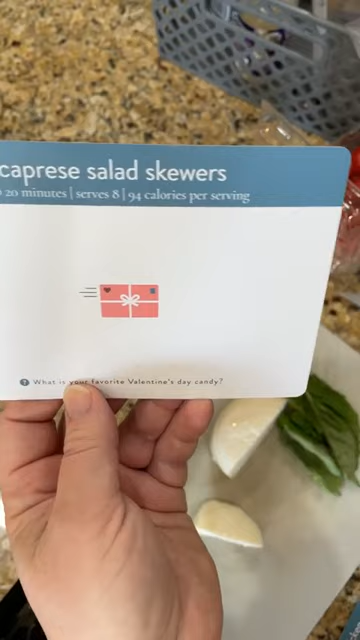 caprese salad skewers
20 minutes | serves 8 | 94 calories per serving
? What is your favorite Valentine's day candy?